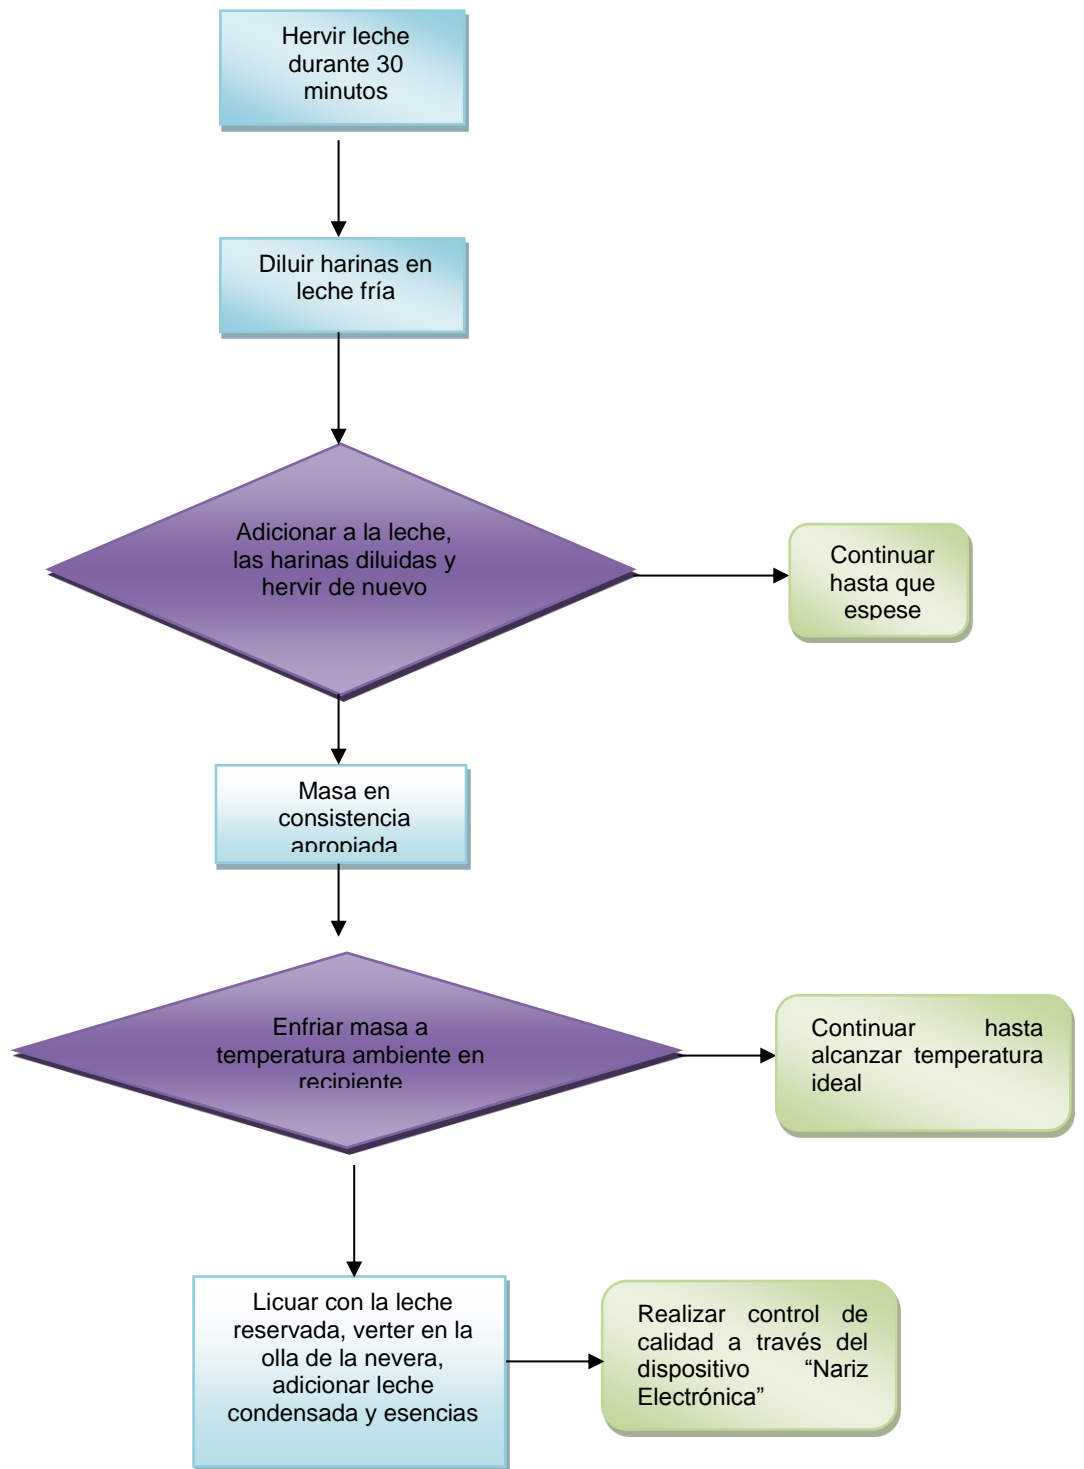 Hervir leche
durante 30
minutos
Diluir harinas en
leche fría
Adicionar a la leche,
las harinas diluidas y
hervir de nuevo
Continuar
hasta que
espese
Masa en
consistencia
apropiada
Enfriar masa a
temperatura ambiente en
recipiente
Continuar hasta
alcanzar temperatura
ideal
Licuar con la leche
reservada, verter en la
olla de la nevera,
adicionar leche
condensada y esencias
Realizar control de
calidad a través del
dispositivo “Nariz
Electrónica”